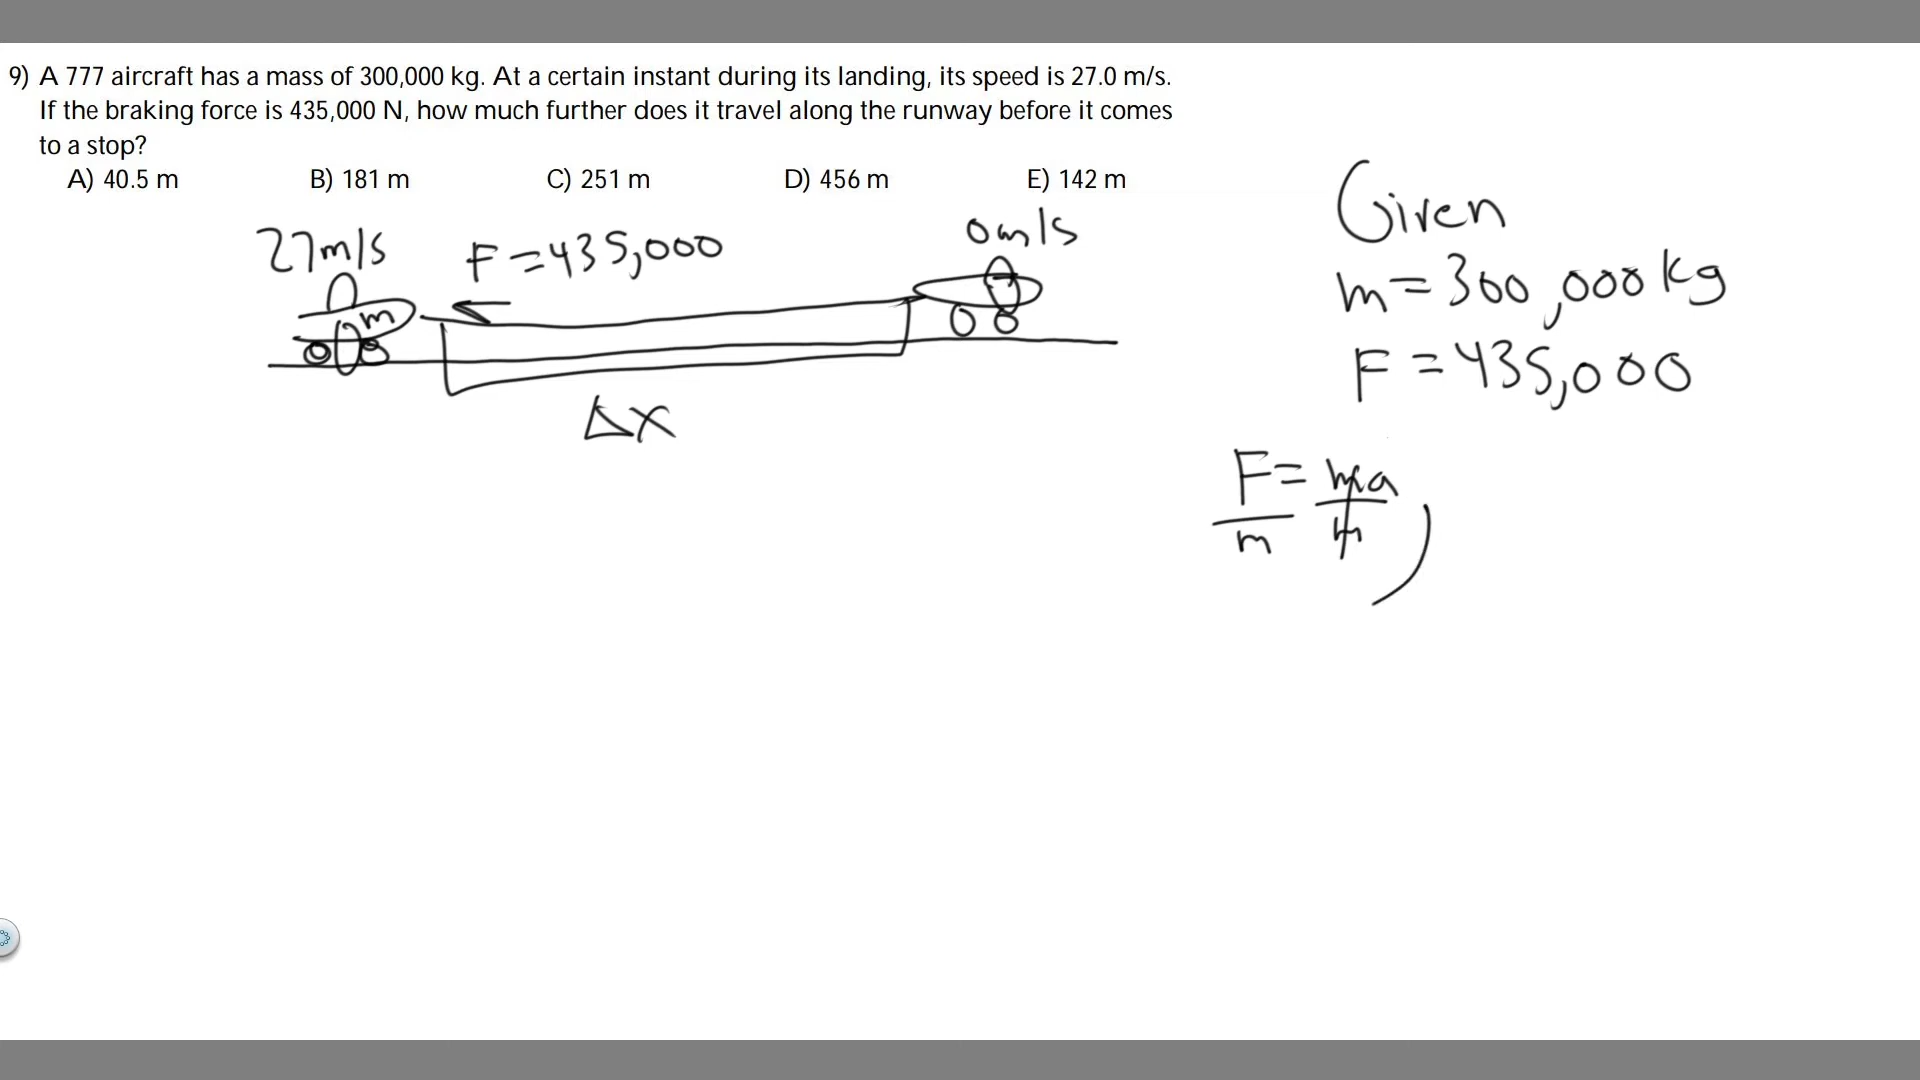 9) A 777 aircraft has a mass of 300,000 kg. At a certain instant during its landing, its speed is 27.0 m/s.
If the braking force is 435,000 N, how much further does it travel along the runway before it comes
to a stop?
A) 40.5 m B) 181 m C) 251 m D) 456 m E) 142 m
27m/s F=435,000 0m/s
m
Δx
Given
m=300,000kg
F=435,000
F = ma
m m